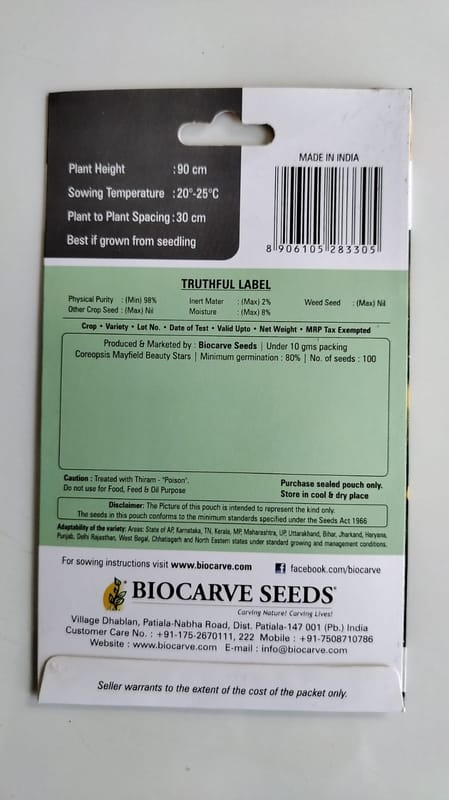 Plant Height : 90 cm
Sowing Temperature : 20°-25°C
Plant to Plant Spacing : 30 cm
Best if grown from seedling
MADE IN INDIA
8 906105 283305
TRUTHFUL LABEL
Physical Purity : (Min) 98% Inert Mater : (Max) 2% Weed Seed : (Max) Nil
Other Crop Seed : (Max) Nil Moisture : (Max) 8%
Crop • Variety • Lot No. • Date of Test • Valid Upto • Net Weight • MRP Tax Exempted
Produced & Marketed by : Biocarve Seeds | Under 10 gms packing
Coreopsis Mayfield Beauty Stars | Minimum germination : 80% | No. of seeds : 100
Caution : Treated with Thiram - "Poison".
Do not use for Food, Feed & Oil Purpose
Purchase sealed pouch only.
Store in cool & dry place
Disclaimer: The Picture of this pouch is intended to represent the kind only.
The seeds in this pouch conforms to the minimum standards specified under the Seeds Act 1966
Adaptability of the variety: Areas: State of AP, Karnataka, TN, Kerala, MP, Maharashtra, UP, Uttarakhand, Bihar, Jharkand, Haryana,
Punjab, Delhi Rajasthan, West Begal, Chhatisgarh and North Eastern states under standard growing and management conditions.
For sowing instructions visit www.biocarve.com facebook.com/biocarve
BIOCARVE SEEDS®
Carving Nature! Carving Lives!
Village Dhablan, Patiala-Nabha Road, Dist. Patiala-147 001 (Pb.) India
Customer Care No. : +91-175-2670111, 222 Mobile : +91-7508710786
Website : www.biocarve.com E-mail : info@biocarve.com
Seller warrants to the extent of the cost of the packet only.